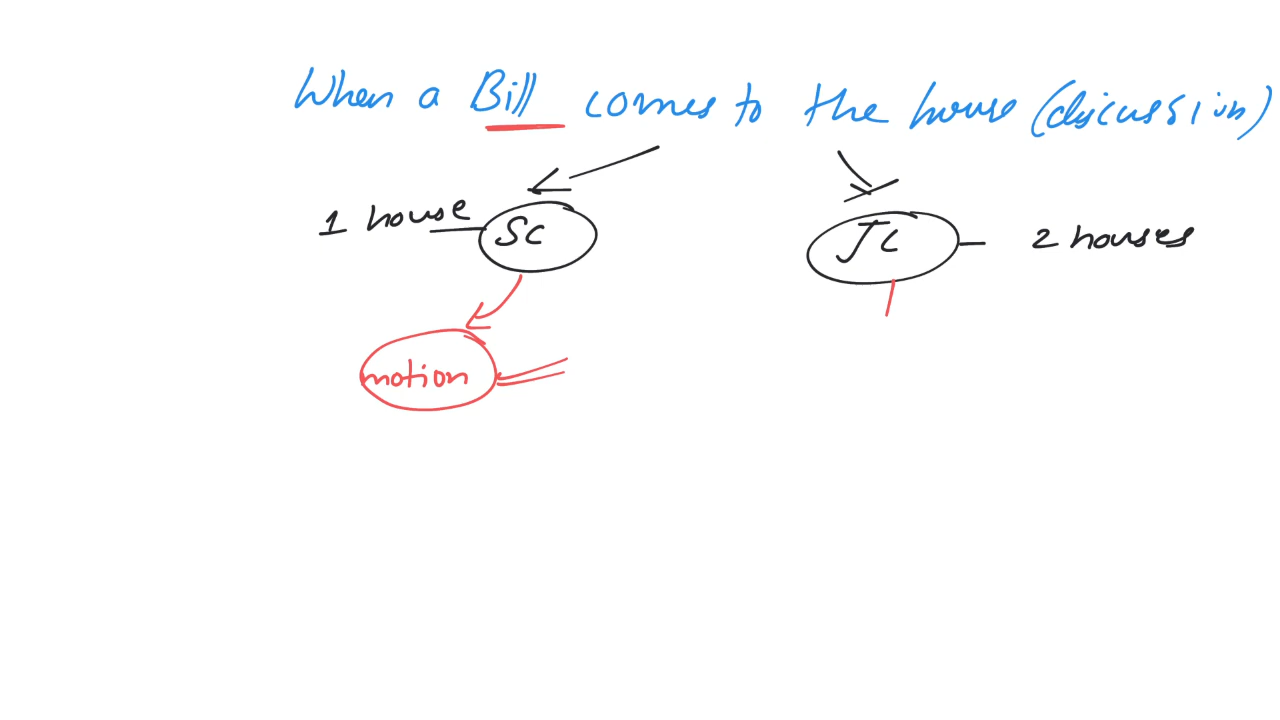 When a Bill comes to the house (discussion)
1 house SC JC 2 houses
motion